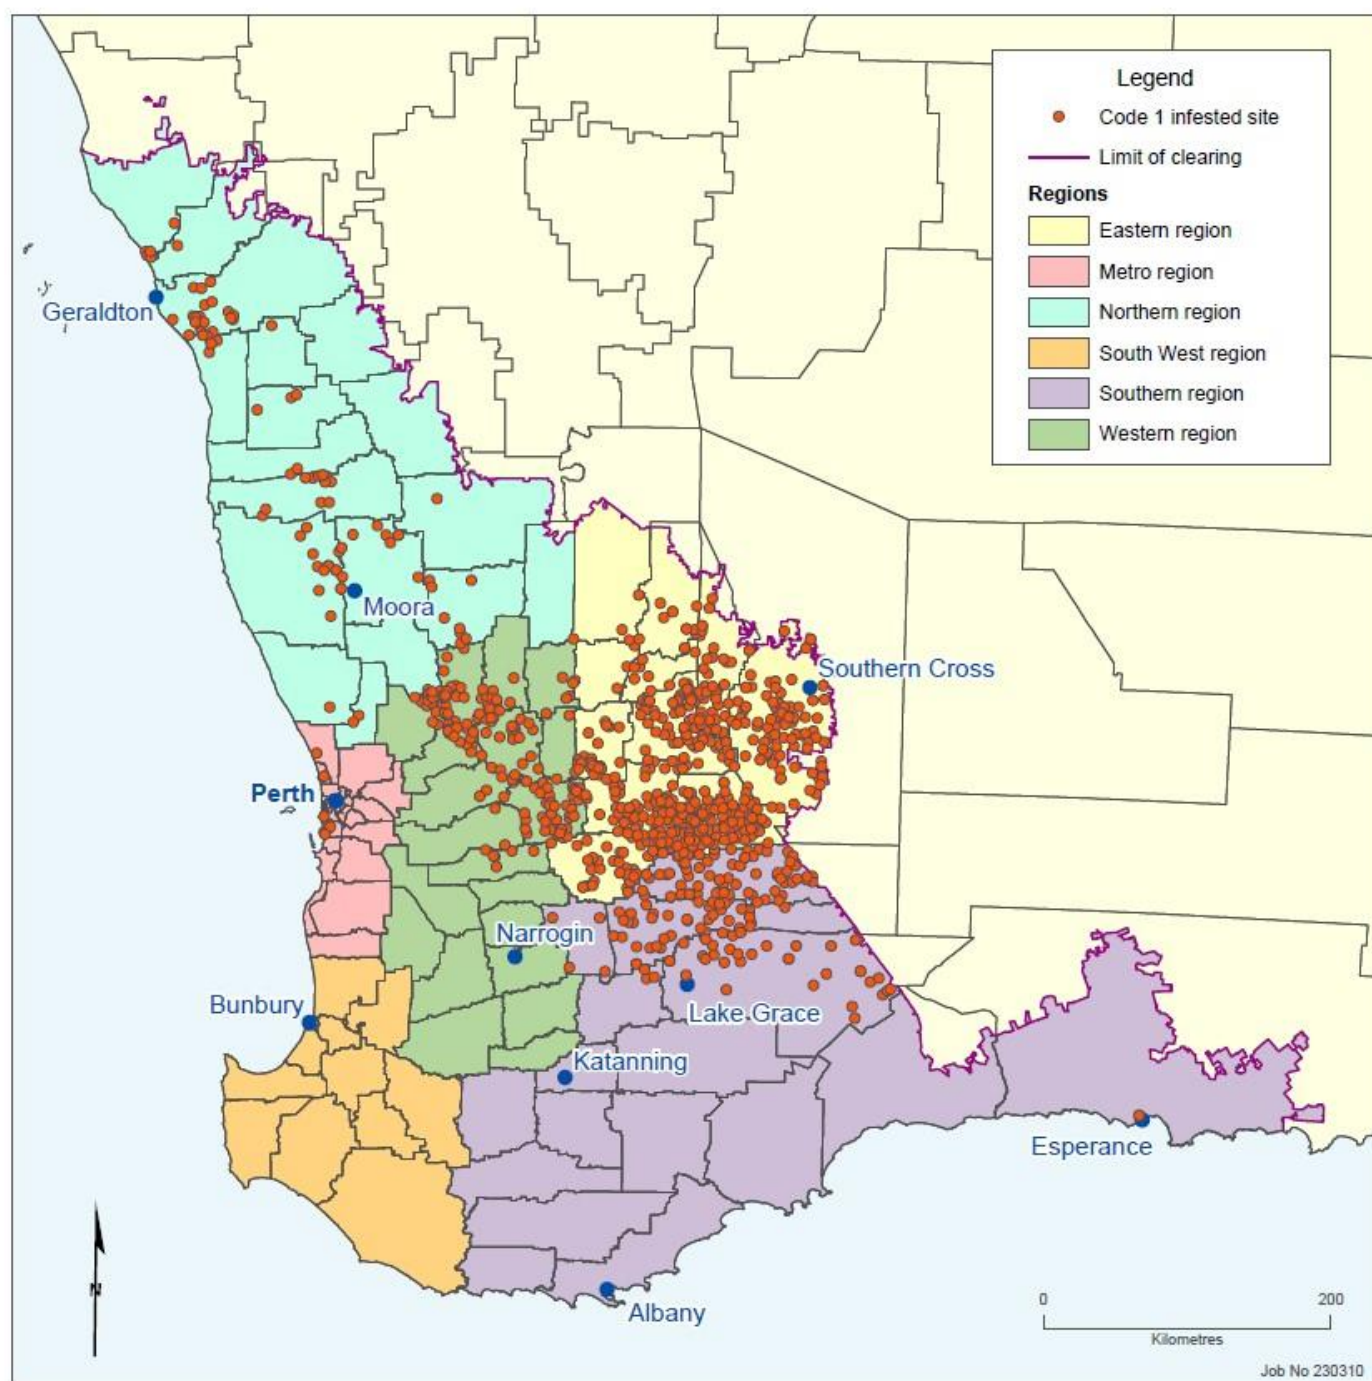 Legend
Code 1 infested site
Limit of clearing
Regions
Eastern region
Metro region
Northern region
South West region
Southern region
Western region
Geraldton
Moora
Southern Cross
Perth
Narrogin
Bunbury
Lake Grace
Katanning
Esperance
Albany
N
0 200
Kilometres
Job No 230310